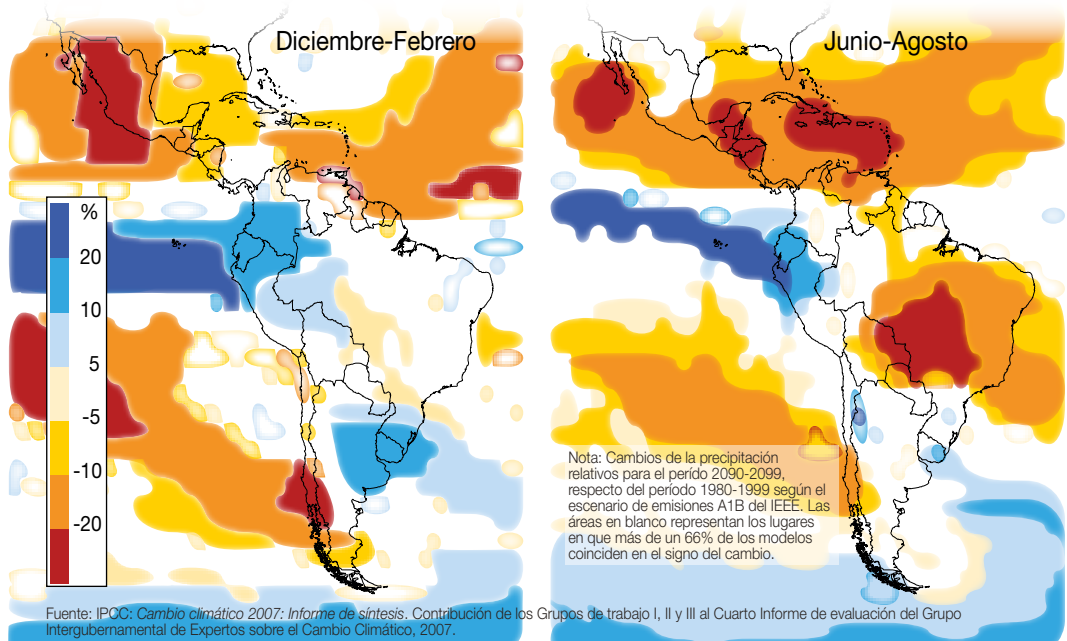 Diciembre-Febrero
Junio-Agosto
%
20
10
5
-5
-10
-20
Nota: Cambios de la precipitación
relativos para el perído 2090-2099,
respecto del período 1980-1999 según el
escenario de emisiones A1B del IEEE. Las
áreas en blanco representan los lugares
en que más de un 66% de los modelos
coinciden en el signo del cambio.
Fuente: IPCC: Cambio climático 2007: Informe de síntesis. Contribución de los Grupos de trabajo I, II y III al Cuarto Informe de evaluación del Grupo
Intergubernamental de Expertos sobre el Cambio Climático, 2007.